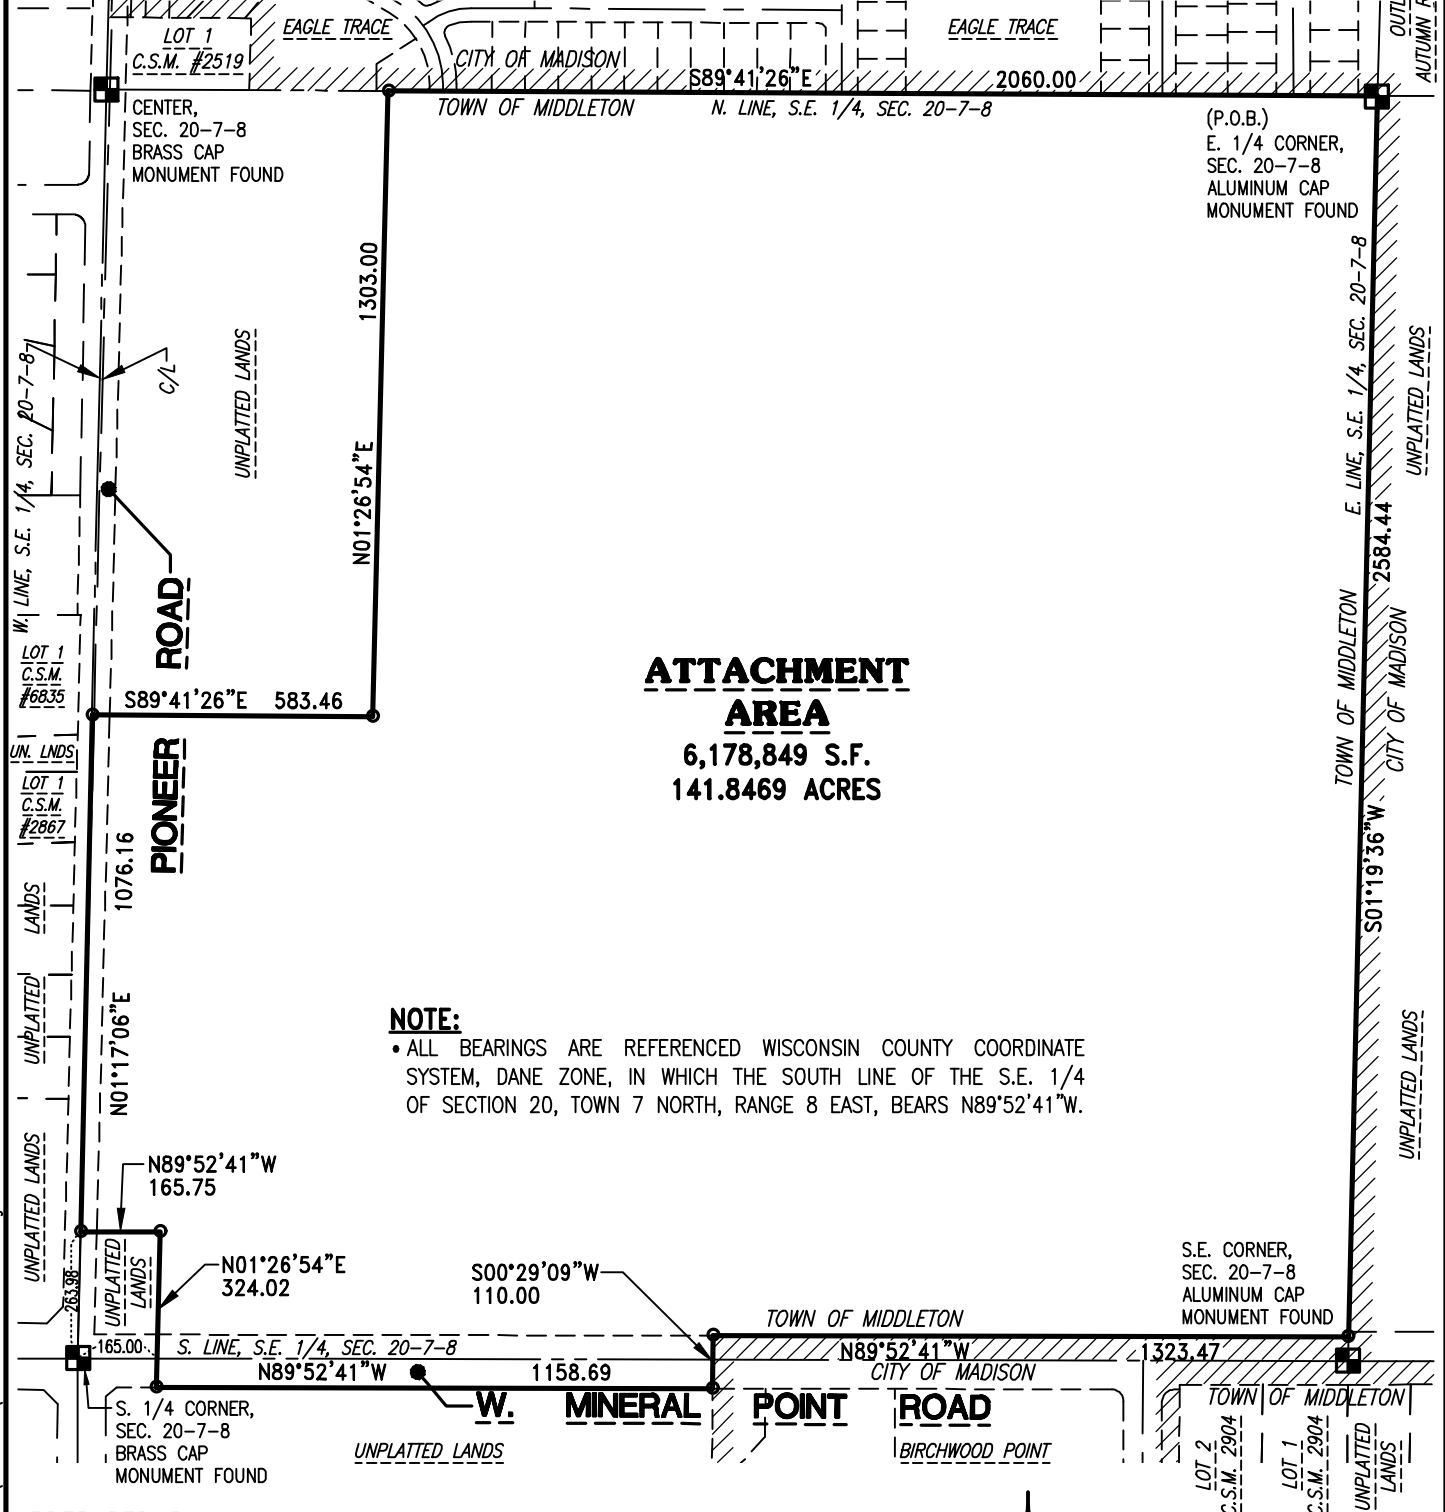 LOT 1
C.S.M. #2519
EAGLE TRACE
CITY OF MADISON
EAGLE TRACE
AUTUMN
S89°41'26"E 2060.00
TOWN OF MIDDLETON
N. LINE, S.E. 1/4, SEC. 20-7-8
CENTER,
SEC. 20-7-8
BRASS CAP
MONUMENT FOUND
(P.O.B.)
E. 1/4 CORNER,
SEC. 20-7-8
ALUMINUM CAP
MONUMENT FOUND
1303.00
N01°26'54"E
UNPLATTED LANDS
C/L
W. LINE, S.E. 1/4, SEC. 20-7-8
E. LINE, S.E. 1/4, SEC. 20-7-8
UNPLATTED LANDS
2584.44
S01°19'36"W
TOWN OF MIDDLETON
CITY OF MADISON
PIONEER ROAD
LOT 1
C.S.M.
#6835
S89°41'26"E 583.46
UN. LNDS
LOT 1
C.S.M.
#2867
ATTACHMENT
AREA
6,178,849 S.F.
141.8469 ACRES
1076.16
N01°17'06"E
UNPLATTED LANDS
UNPLATTED LANDS
NOTE:
• ALL BEARINGS ARE REFERENCED WISCONSIN COUNTY COORDINATE
SYSTEM, DANE ZONE, IN WHICH THE SOUTH LINE OF THE S.E. 1/4
OF SECTION 20, TOWN 7 NORTH, RANGE 8 EAST, BEARS N89°52'41"W.
UNPLATTED LANDS
N89°52'41"W
165.75
UNPLATTED
LANDS
N01°26'54"E
324.02
S00°29'09"W
110.00
263.98
165.00
S. LINE, S.E. 1/4, SEC. 20-7-8
S.E. CORNER,
SEC. 20-7-8
ALUMINUM CAP
MONUMENT FOUND
TOWN OF MIDDLETON
N89°52'41"W 1323.47
CITY OF MADISON
N89°52'41"W 1158.69
W. MINERAL POINT ROAD
S. 1/4 CORNER,
SEC. 20-7-8
BRASS CAP
MONUMENT FOUND
UNPLATTED LANDS
BIRCHWOOD POINT
TOWN OF MIDDLETON
LOT 2
C.S.M. 2904
LOT 1
C.S.M. 2904
UNPLATTED
LANDS